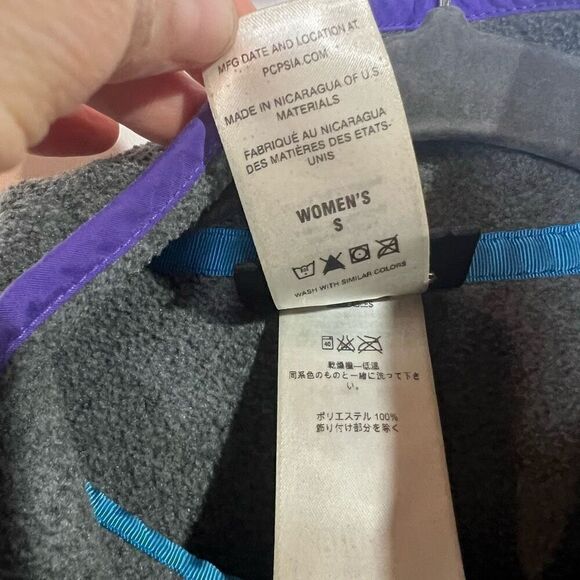 MFG DATE AND LOCATION AT
PCPSIA.COM
MADE IN NICARAGUA OF U.S.
MATERIALS
FABRIQUÉ AU NICARAGUA
DES MATIÈRES DES ETATS-
UNIS
WOMEN'S
S
WASH WITH SIMILAR COLORS
40
乾燥機—低温
同系色のものと一緒に洗って下さ
い。
ポリエステル 100%
飾り付け部分を除く